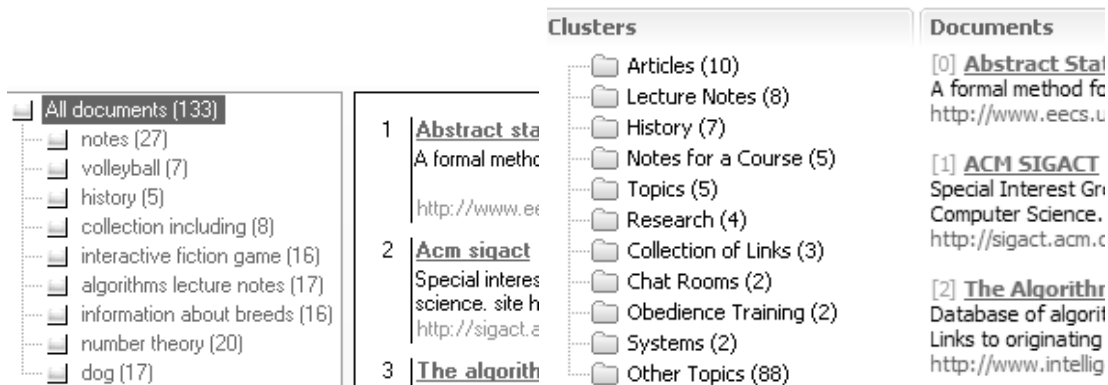 All documents (133)
notes (27)
volleyball (7)
history (5)
collection including (8)
interactive fiction game (16)
algorithms lecture notes (17)
information about breeds (16)
number theory (20)
dog (17)
1 Abstract sta
A formal metho
http://www.ee
2 Acm sigact
Special interes
science. site h
http://sigact.a
3 The algorith
Clusters
Articles (10)
Lecture Notes (8)
History (7)
Notes for a Course (5)
Topics (5)
Research (4)
Collection of Links (3)
Chat Rooms (2)
Obedience Training (2)
Systems (2)
Other Topics (88)
Documents
[0] Abstract Stat
A formal method fo
http://www.eecs.u
[1] ACM SIGACT
Special Interest Gro
Computer Science.
http://sigact.acm.o
[2] The Algorithm
Database of algorit
Links to originating
http://www.intellig